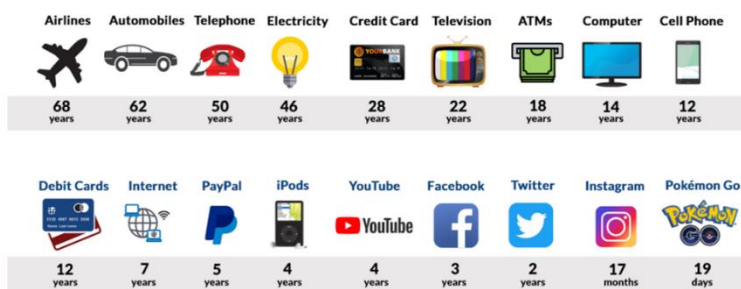 Airlines Automobiles Telephone Electricity Credit Card Television ATMs Computer Cell Phone
YOURBANK
68 62 50 46 28 22 18 14 12
years years years years years years years years years
Debit Cards Internet PayPal iPods YouTube Facebook Twitter Instagram Pokémon Go
YouTube
POKÉMON
GO
12 7 5 4 4 3 2 17 19
years years years years years years years months days